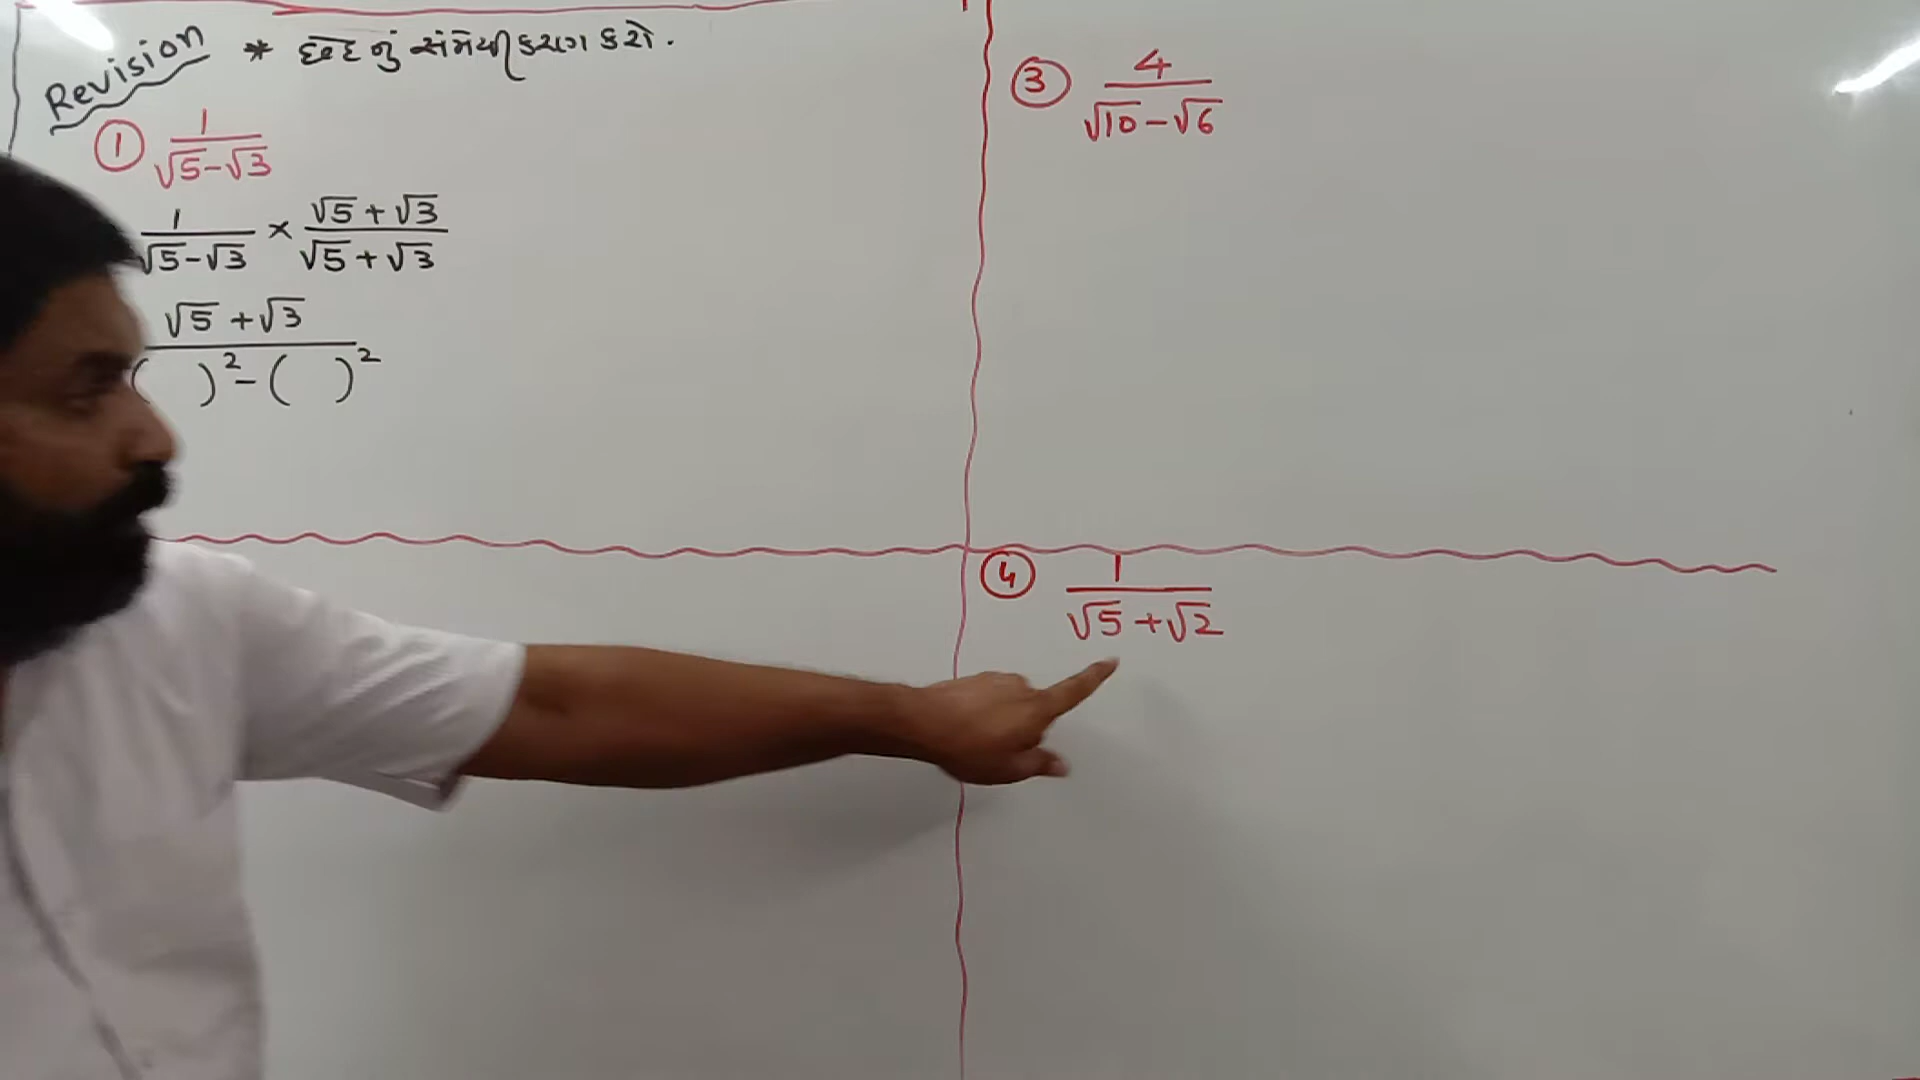 Revision * છેદનું સંમેયીકરણ કરો.
① 1/(√5-√3)
1/(√5-√3) × (√5+√3)/(√5+√3)
(√5+√3)/(( )²-( )²)
③ 4/(√10-√6)
④ 1/(√5+√2)